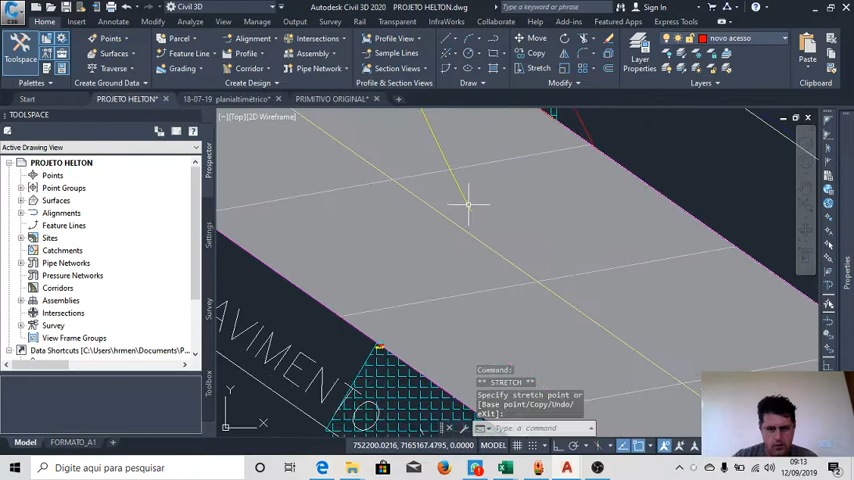 Civil 3D
Autodesk Civil 3D 2020 PROJETO HELTON.dwg
Type a keyword or phrase
Sign In
Home Insert Annotate Modify Analyze View Manage Output Survey Rail Transparent InfraWorks Collaborate Help Add-ins Featured Apps Express Tools
Toolspace
Points
Surfaces
Traverse
Parcel
Feature Line
Grading
Alignment
Profile
Corridor
Intersections
Assembly
Pipe Network
Profile View
Sample Lines
Section Views
Move
Copy
Stretch
Layer
Properties
novo acesso
Paste
Palettes Create Ground Data Create Design Draw Modify Layers Clipboard
Start PROJETO HELTON* 18-07-19 planialtimétrico* PRIMITIVO ORIGINAL*
TOOLSPACE
Active Drawing View
PROJETO HELTON
Points
Point Groups
Surfaces
Alignments
Feature Lines
Sites
Catchments
Pipe Networks
Pressure Networks
Corridors
Assemblies
Intersections
Survey
View Frame Groups
Data Shortcuts [C:\Users\hrmen\Documents\P...
Prospector
Settings
Survey
Toolbox
[−][Top][2D Wireframe]
AVIMENTO
Y
X
Command:
** STRETCH **
Specify stretch point or
[Base point/Copy/Undo/
eXit]:
Type a command
Properties
Model FORMATO_A1
752200.0216, 7165167.4795, 0.0000 MODEL
Digite aqui para pesquisar
09:13
12/09/2019
2